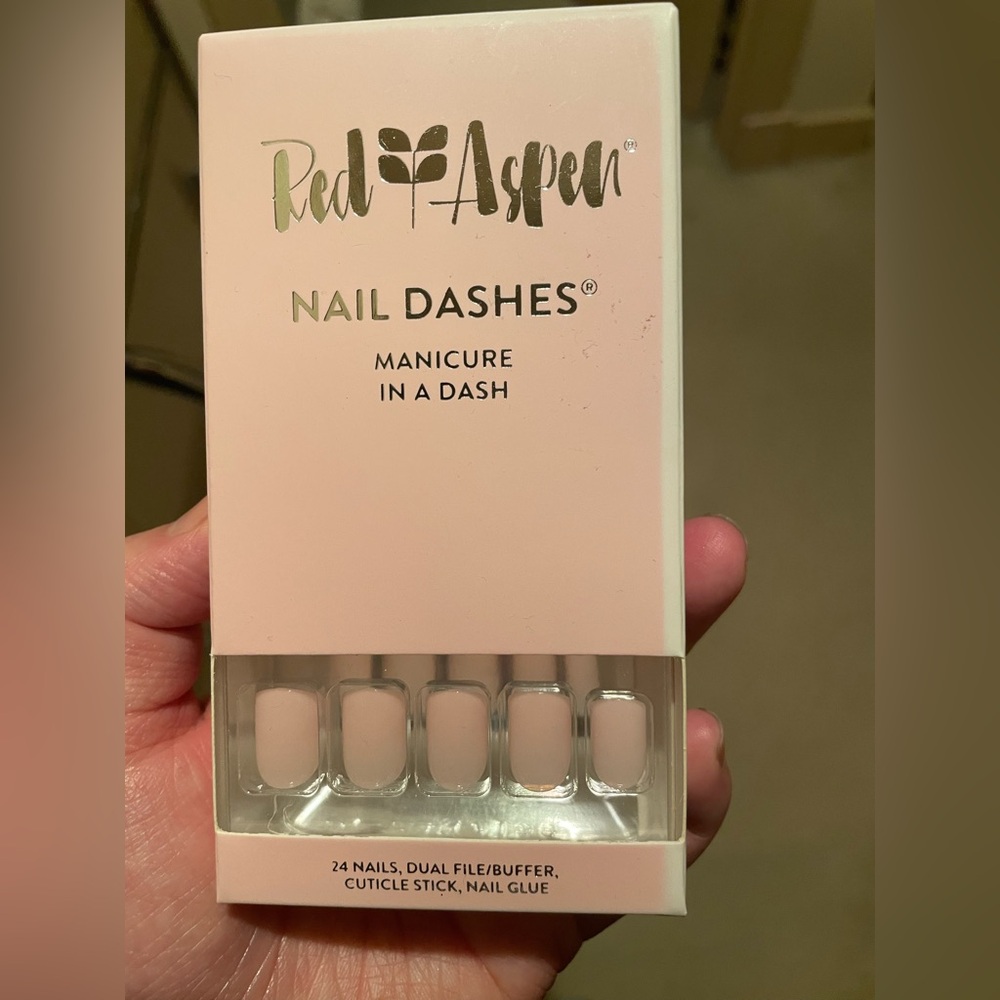 Red Aspen®
NAIL DASHES®
MANICURE
IN A DASH
24 NAILS, DUAL FILE/BUFFER,
CUTICLE STICK, NAIL GLUE